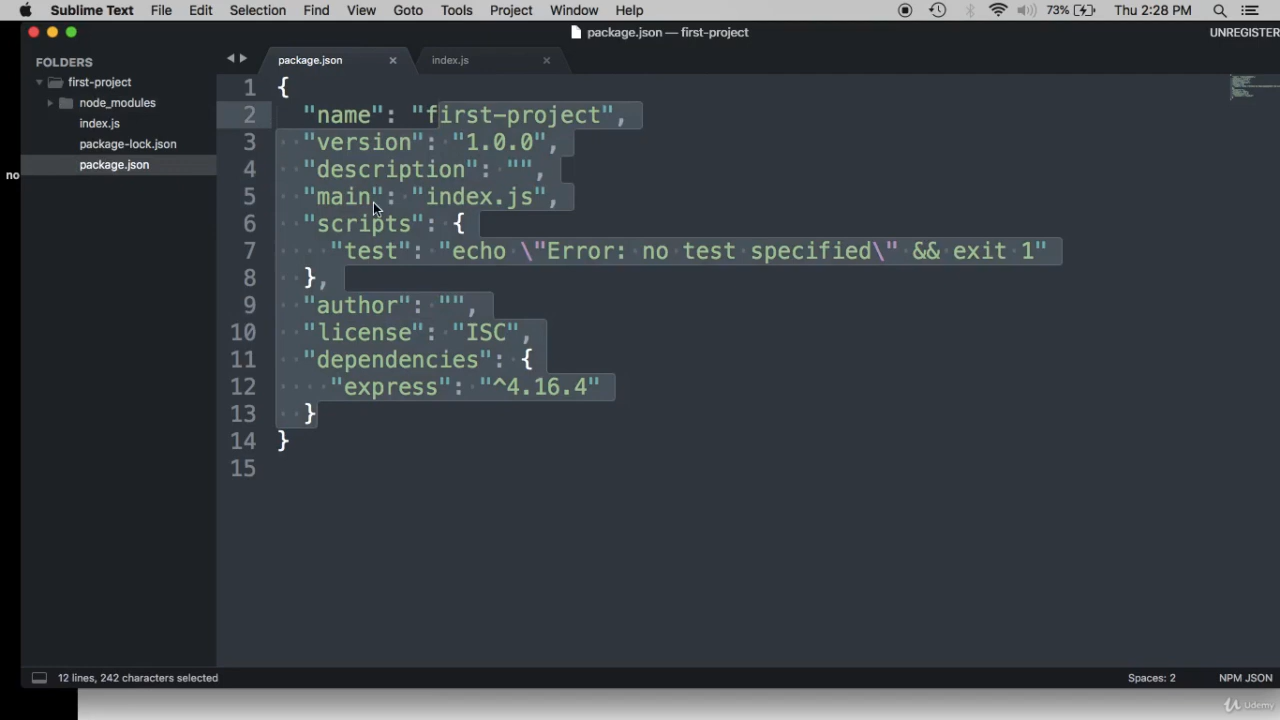 Sublime Text File Edit Selection Find View Goto Tools Project Window Help 73% Thu 2:28 PM
package.json — first-project
UNREGISTER
FOLDERS
first-project
node_modules
index.js
package-lock.json
package.json
no
package.json
index.js
1 {
2 "name": "first-project",
3 "version": "1.0.0",
4 "description": "",
5 "main": "index.js",
6 "scripts": {
7 "test": "echo \"Error: no test specified\" && exit 1"
8 },
9 "author": "",
10 "license": "ISC",
11 "dependencies": {
12 "express": "^4.16.4"
13 }
14 }
15
12 lines, 242 characters selected
Spaces: 2
NPM JSON
Udemy